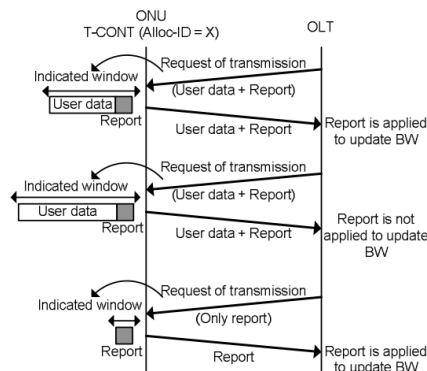 ONU
T-CONT (Alloc-ID = X)
OLT
Request of transmission
Indicated window
(User data + Report)
User data
Report
User data + Report
Report is applied
to update BW
Request of transmission
Indicated window
(User data + Report)
User data
Report
User data + Report
Report is not
applied to update
BW
Request of transmission
Indicated window
(Only report)
Report
Report
Report is applied
to update BW